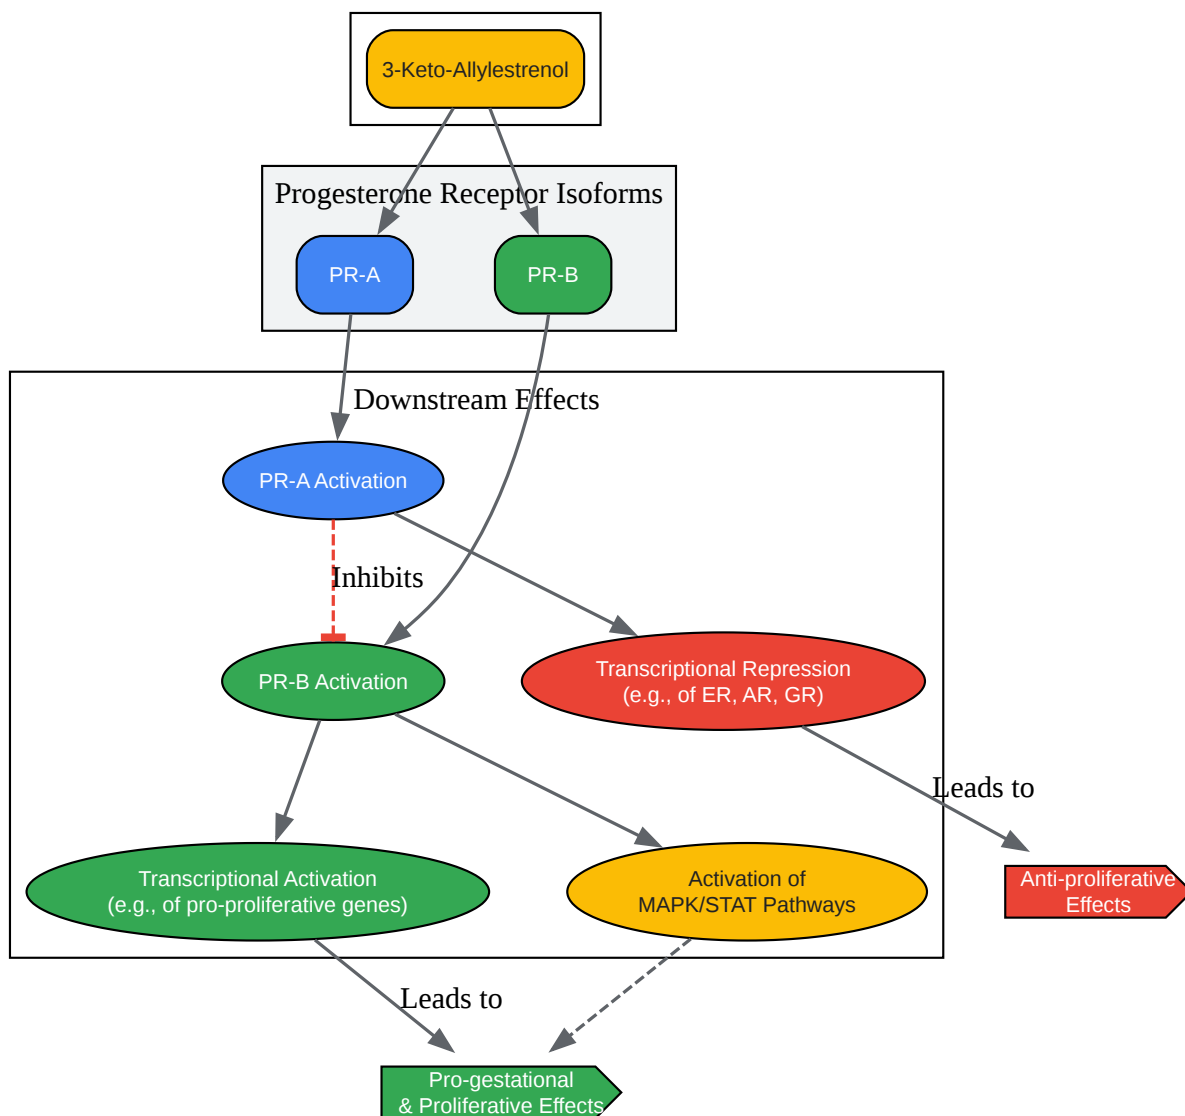 3-Keto-Allylestrenol
Progesterone Receptor Isoforms
PR-A
PR-B
Downstream Effects
PR-A Activation
Inhibits
PR-B Activation
Transcriptional Repression
(e.g., of ER, AR, GR)
Leads to
Transcriptional Activation
(e.g., of pro-proliferative genes)
Activation of
MAPK/STAT Pathways
Anti-proliferative
Effects
Leads to
Pro-gestational
& Proliferative Effects